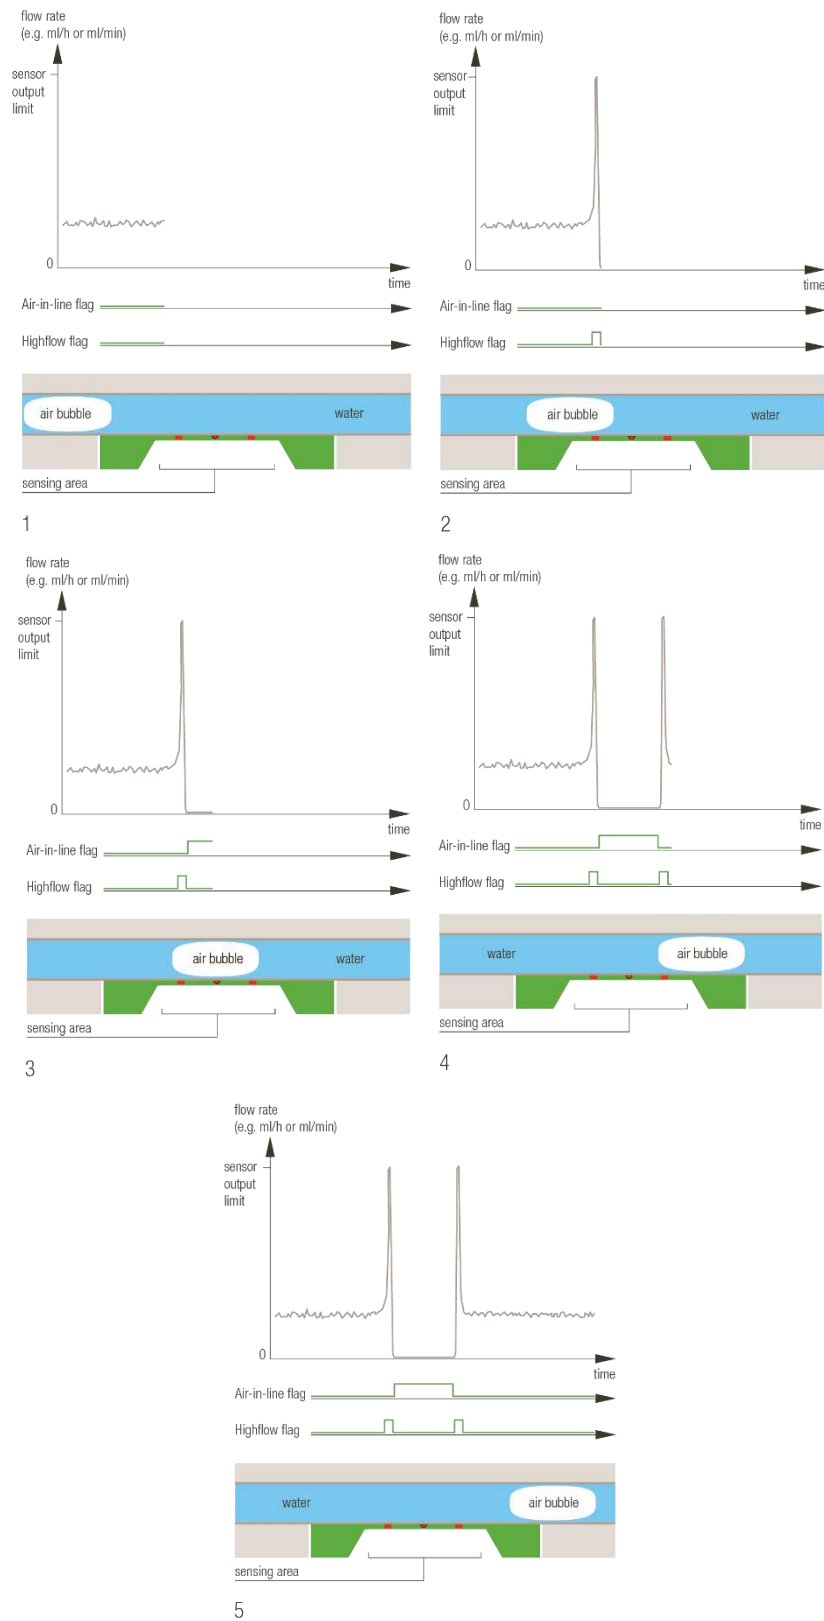 flow rate
(e.g. ml/h or ml/min)
sensor
output
limit
0
time
Air-in-line flag
Highflow flag
air bubble
water
sensing area
1
flow rate
(e.g. ml/h or ml/min)
sensor
output
limit
0
time
Air-in-line flag
Highflow flag
air bubble
water
sensing area
2
flow rate
(e.g. ml/h or ml/min)
sensor
output
limit
0
time
Air-in-line flag
Highflow flag
air bubble
water
sensing area
3
flow rate
(e.g. ml/h or ml/min)
sensor
output
limit
0
time
Air-in-line flag
Highflow flag
water
air bubble
sensing area
4
flow rate
(e.g. ml/h or ml/min)
sensor
output
limit
0
time
Air-in-line flag
Highflow flag
water
air bubble
sensing area
5